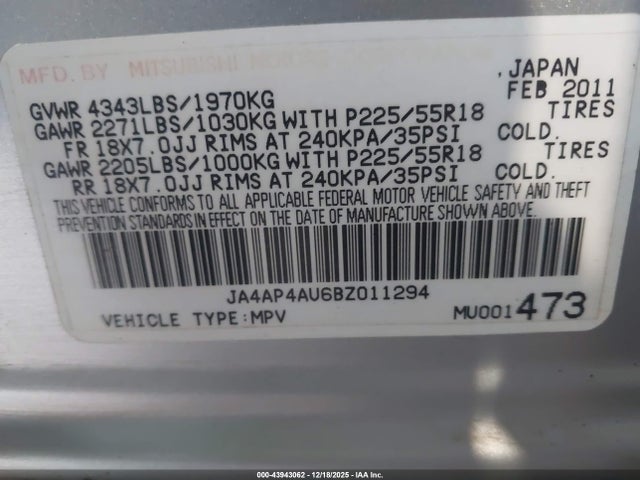 MFD. BY MITSUBISHI MOTORS CORPORATION, JAPAN
GVWR 4343LBS/1970KG FEB 2011
GAWR 2271LBS/1030KG WITH P225/55R18 TIRES
FR 18X7.0JJ RIMS AT 240KPA/35PSI COLD.
GAWR 2205LBS/1000KG WITH P225/55R18 TIRES
RR 18X7.0JJ RIMS AT 240KPA/35PSI COLD.
THIS VEHICLE CONFORMS TO ALL APPLICABLE FEDERAL MOTOR VEHICLE SAFETY AND THEFT
PREVENTION STANDARDS IN EFFECT ON THE DATE OF MANUFACTURE SHOWN ABOVE.
JA4AP4AU6BZ011294
VEHICLE TYPE:MPV MU001473
000-43943062 - 12/18/2025 - IAA Inc.